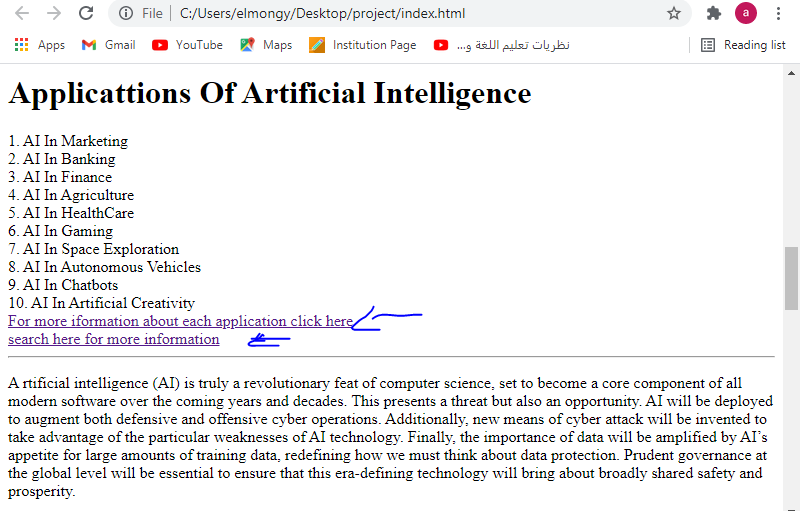 File | C:/Users/elmongy/Desktop/project/index.html
a
Apps Gmail YouTube Maps Institution Page نظريات تعليم اللغة و... Reading list
Applicattions Of Artificial Intelligence
1. AI In Marketing
2. AI In Banking
3. AI In Finance
4. AI In Agriculture
5. AI In HealthCare
6. AI In Gaming
7. AI In Space Exploration
8. AI In Autonomous Vehicles
9. AI In Chatbots
10. AI In Artificial Creativity
For more iformation about each application click here
search here for more information
A rtificial intelligence (AI) is truly a revolutionary feat of computer science, set to become a core component of all
modern software over the coming years and decades. This presents a threat but also an opportunity. AI will be deployed
to augment both defensive and offensive cyber operations. Additionally, new means of cyber attack will be invented to
take advantage of the particular weaknesses of AI technology. Finally, the importance of data will be amplified by AI’s
appetite for large amounts of training data, redefining how we must think about data protection. Prudent governance at
the global level will be essential to ensure that this era-defining technology will bring about broadly shared safety and
prosperity.